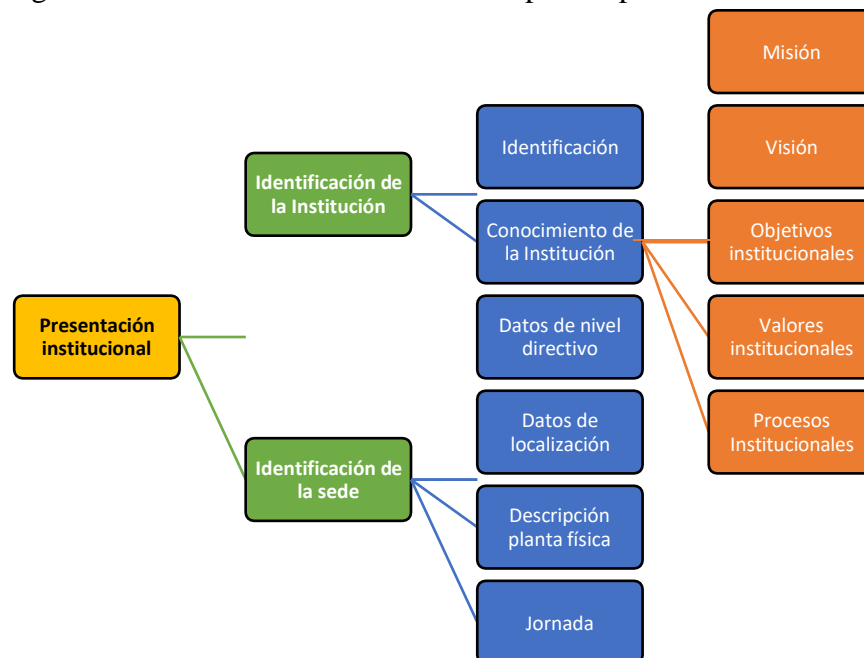 Misión
Identificación
Visión
Identificación de
la Institución
Conocimiento de
la Institución
Objetivos
institucionales
Presentación
institucional
Datos de nivel
directivo
Valores
institucionales
Datos de
localización
Procesos
Institucionales
Identificación de
la sede
Descripción
planta física
Jornada